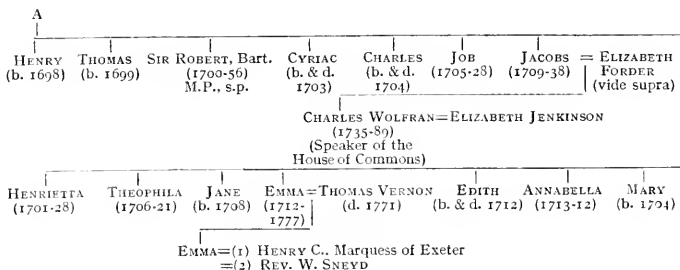 A
HENRY THOMAS SIR ROBERT, Bart. CYRIAC CHARLES JOB JACOBS = ELIZABETH
(b. 1698) (b. 1699) (1700-56) (b. & d. (b. & d. (1705-28) (1709-38) FORDER
M.P., s.p. 1703) 1704) (vide supra)
CHARLES WOLFRAN=ELIZABETH JENKINSON
(1735-89)
(Speaker of the
House of Commons)
HENRIETTA THEOPHILA JANE EMMA=THOMAS VERNON EDITH ANNABELLA MARY
(1701-28) (1706-21) (b. 1708) (1712- (d. 1771) (b. & d. 1712) (1713-12) (b. 1704)
1777)
EMMA=(1) HENRY C., Marquess of Exeter
=(2) REV. W. SNEYD